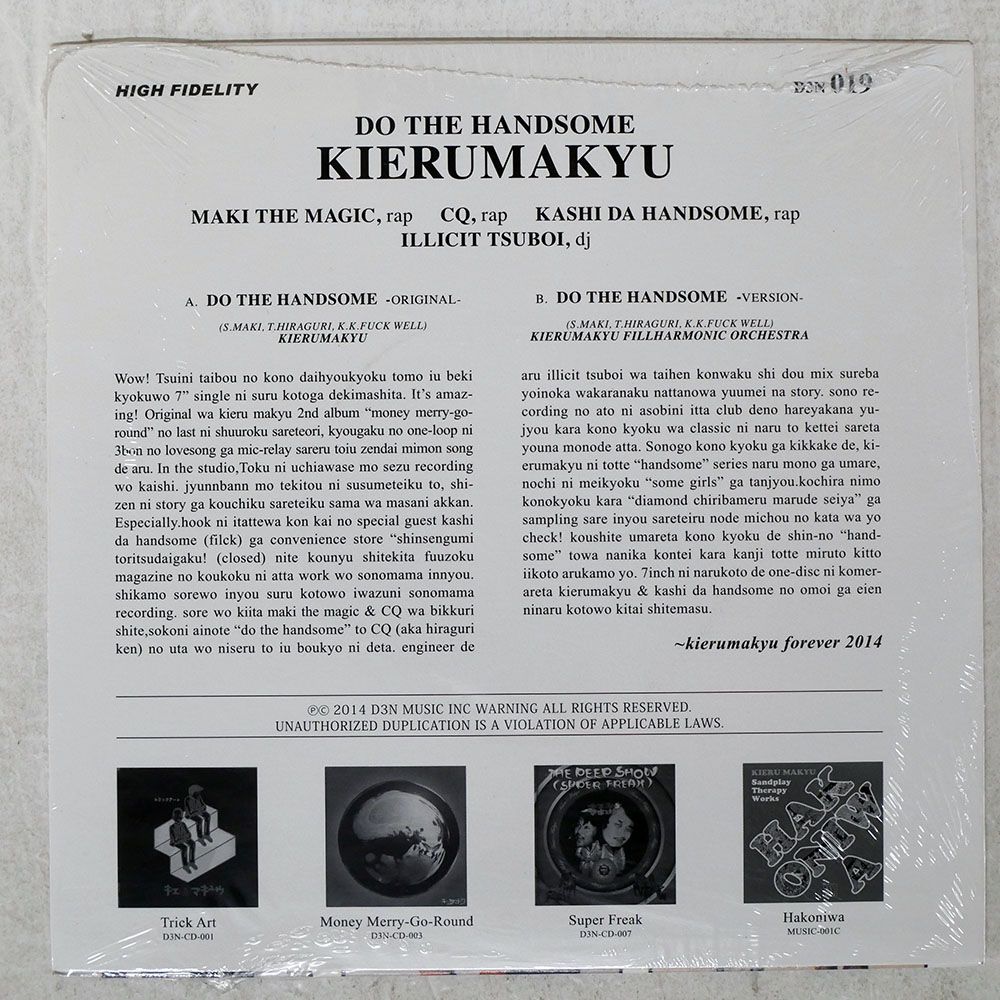 HIGH FIDELITY
D3N 019
DO THE HANDSOME
KIERUMAKYU
MAKI THE MAGIC, rap CQ, rap KASHI DA HANDSOME, rap
ILLICIT TSUBOI, dj
A. DO THE HANDSOME -ORIGINAL-
(S.MAKI, T.HIRAGURI, K.K.FUCK WELL)
KIERUMAKYU
Wow! Tsuini taibou no kono daihyoukyoku tomo iu beki
kyokuwo 7” single ni suru kotoga dekimashita. It’s amaz-
ing! Original wa kieru makyu 2nd album “money merry-go-
round” no last ni shuuroku sareteori, kyougaku no one-loop ni
3bon no lovesong ga mic-relay sareru toiu zendai mimon song
de aru. In the studio,Toku ni uchiawase mo sezu recording
wo kaishi. jyunnbann mo tekitou ni susumeteiku to, shi-
zen ni story ga kouchiku sareteiku sama wa masani akkan.
Especially.hook ni itattewa kon kai no special guest kashi
da handsome (filck) ga convenience store “shinsengumi
toritsudaigaku! (closed) nite kounyu shitekita fuuzoku
magazine no koukoku ni atta work wo sonomama innyou.
shikamo sorewo inyou suru kotowo iwazuni sonomama
recording. sore wo kiita maki the magic & CQ wa bikkuri
shite,sokoni ainote “do the handsome” to CQ (aka hiraguri
ken) no uta wo niseru to iu boukyo ni deta. engineer de
B. DO THE HANDSOME -VERSION-
(S.MAKI, T.HIRAGURI, K.K.FUCK WELL)
KIERUMAKYU FILLHARMONIC ORCHESTRA
aru illicit tsuboi wa taihen konwaku shi dou mix sureba
yoinoka wakaranaku nattanowa yuumei na story. sono re-
cording no ato ni asobini itta club deno hareyakana yu-
jyou kara kono kyoku wa classic ni naru to kettei sareta
youna monode atta. Sonogo kono kyoku ga kikkake de, ki-
erumakyu ni totte “handsome” series naru mono ga umare,
nochi ni meikyoku “some girls” ga tanjyou.kochira nimo
konokyoku kara “diamond chiribameru marude seiya” ga
sampling sare inyou sareteiru node michou no kata wa yo
check! koushite umareta kono kyoku de shin-no “hand-
some” towa nanika kontei kara kanji totte miruto kitto
iikoto arukamo yo. 7inch ni narukoto de one-disc ni komer-
areta kierumakyu & kashi da handsome no omoi ga eien
ninaru kotowo kitai shitemasu.
~kierumakyu forever 2014
℗© 2014 D3N MUSIC INC WARNING ALL RIGHTS RESERVED.
UNAUTHORIZED DUPLICATION IS A VIOLATION OF APPLICABLE LAWS.
トリックアート
THE PEEP SHOW
(SUPER FREAK)
KIERU MAKYU
Sandplay
Therapy
Works
HAK
ONIW
A
Trick Art
D3N-CD-001
Money Merry-Go-Round
D3N-CD-003
Super Freak
D3N-CD-007
Hakoniwa
MUSIC-001C